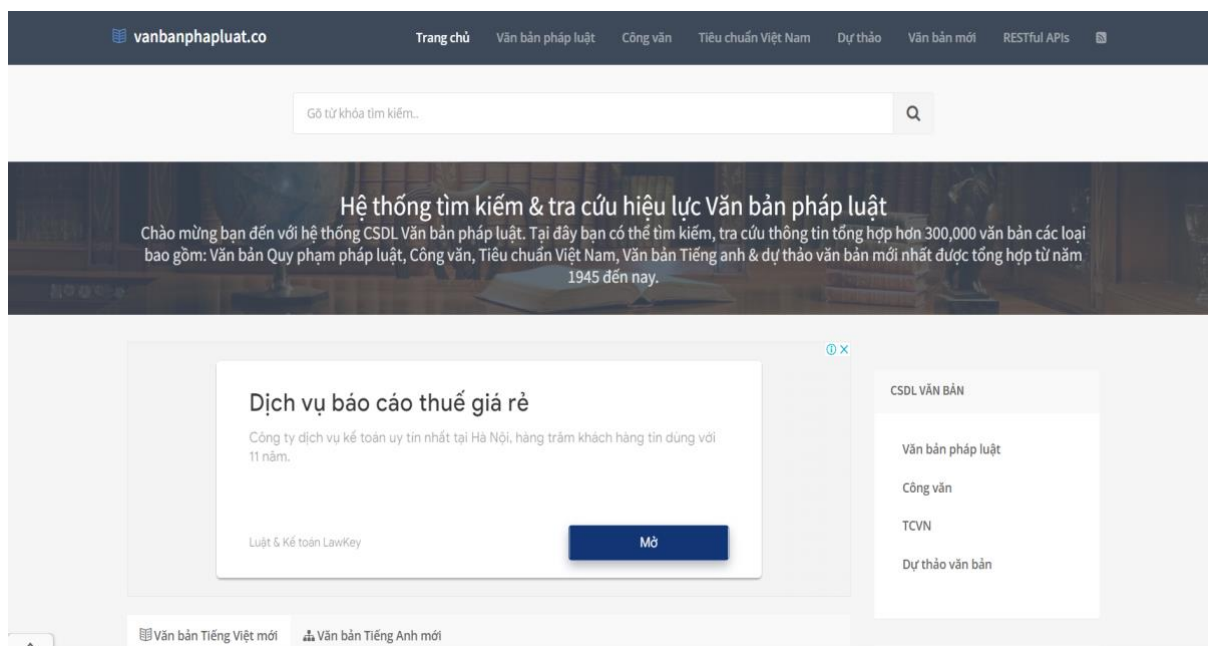 vanbanphapluat.co
Trang chủ
Văn bản pháp luật
Công văn
Tiêu chuẩn Việt Nam
Dự thảo
Văn bản mới
RESTful APIs
Gõ từ khóa tìm kiếm..
Hệ thống tìm kiếm & tra cứu hiệu lực Văn bản pháp luật
Chào mừng bạn đến với hệ thống CSDL Văn bản pháp luật. Tại đây bạn có thể tìm kiếm, tra cứu thông tin tổng hợp hơn 300,000 văn bản các loại
bao gồm: Văn bản Quy phạm pháp luật, Công văn, Tiêu chuẩn Việt Nam, Văn bản Tiếng anh & dự thảo văn bản mới nhất được tổng hợp từ năm
1945 đến nay.
Dịch vụ báo cáo thuế giá rẻ
Công ty dịch vụ kế toán uy tín nhất tại Hà Nội, hàng trăm khách hàng tin dùng với
11 năm.
Luật & Kế toán LawKey
Mở
CSDL VĂN BẢN
Văn bản pháp luật
Công văn
TCVN
Dự thảo văn bản
Văn bản Tiếng Việt mới
Văn bản Tiếng Anh mới